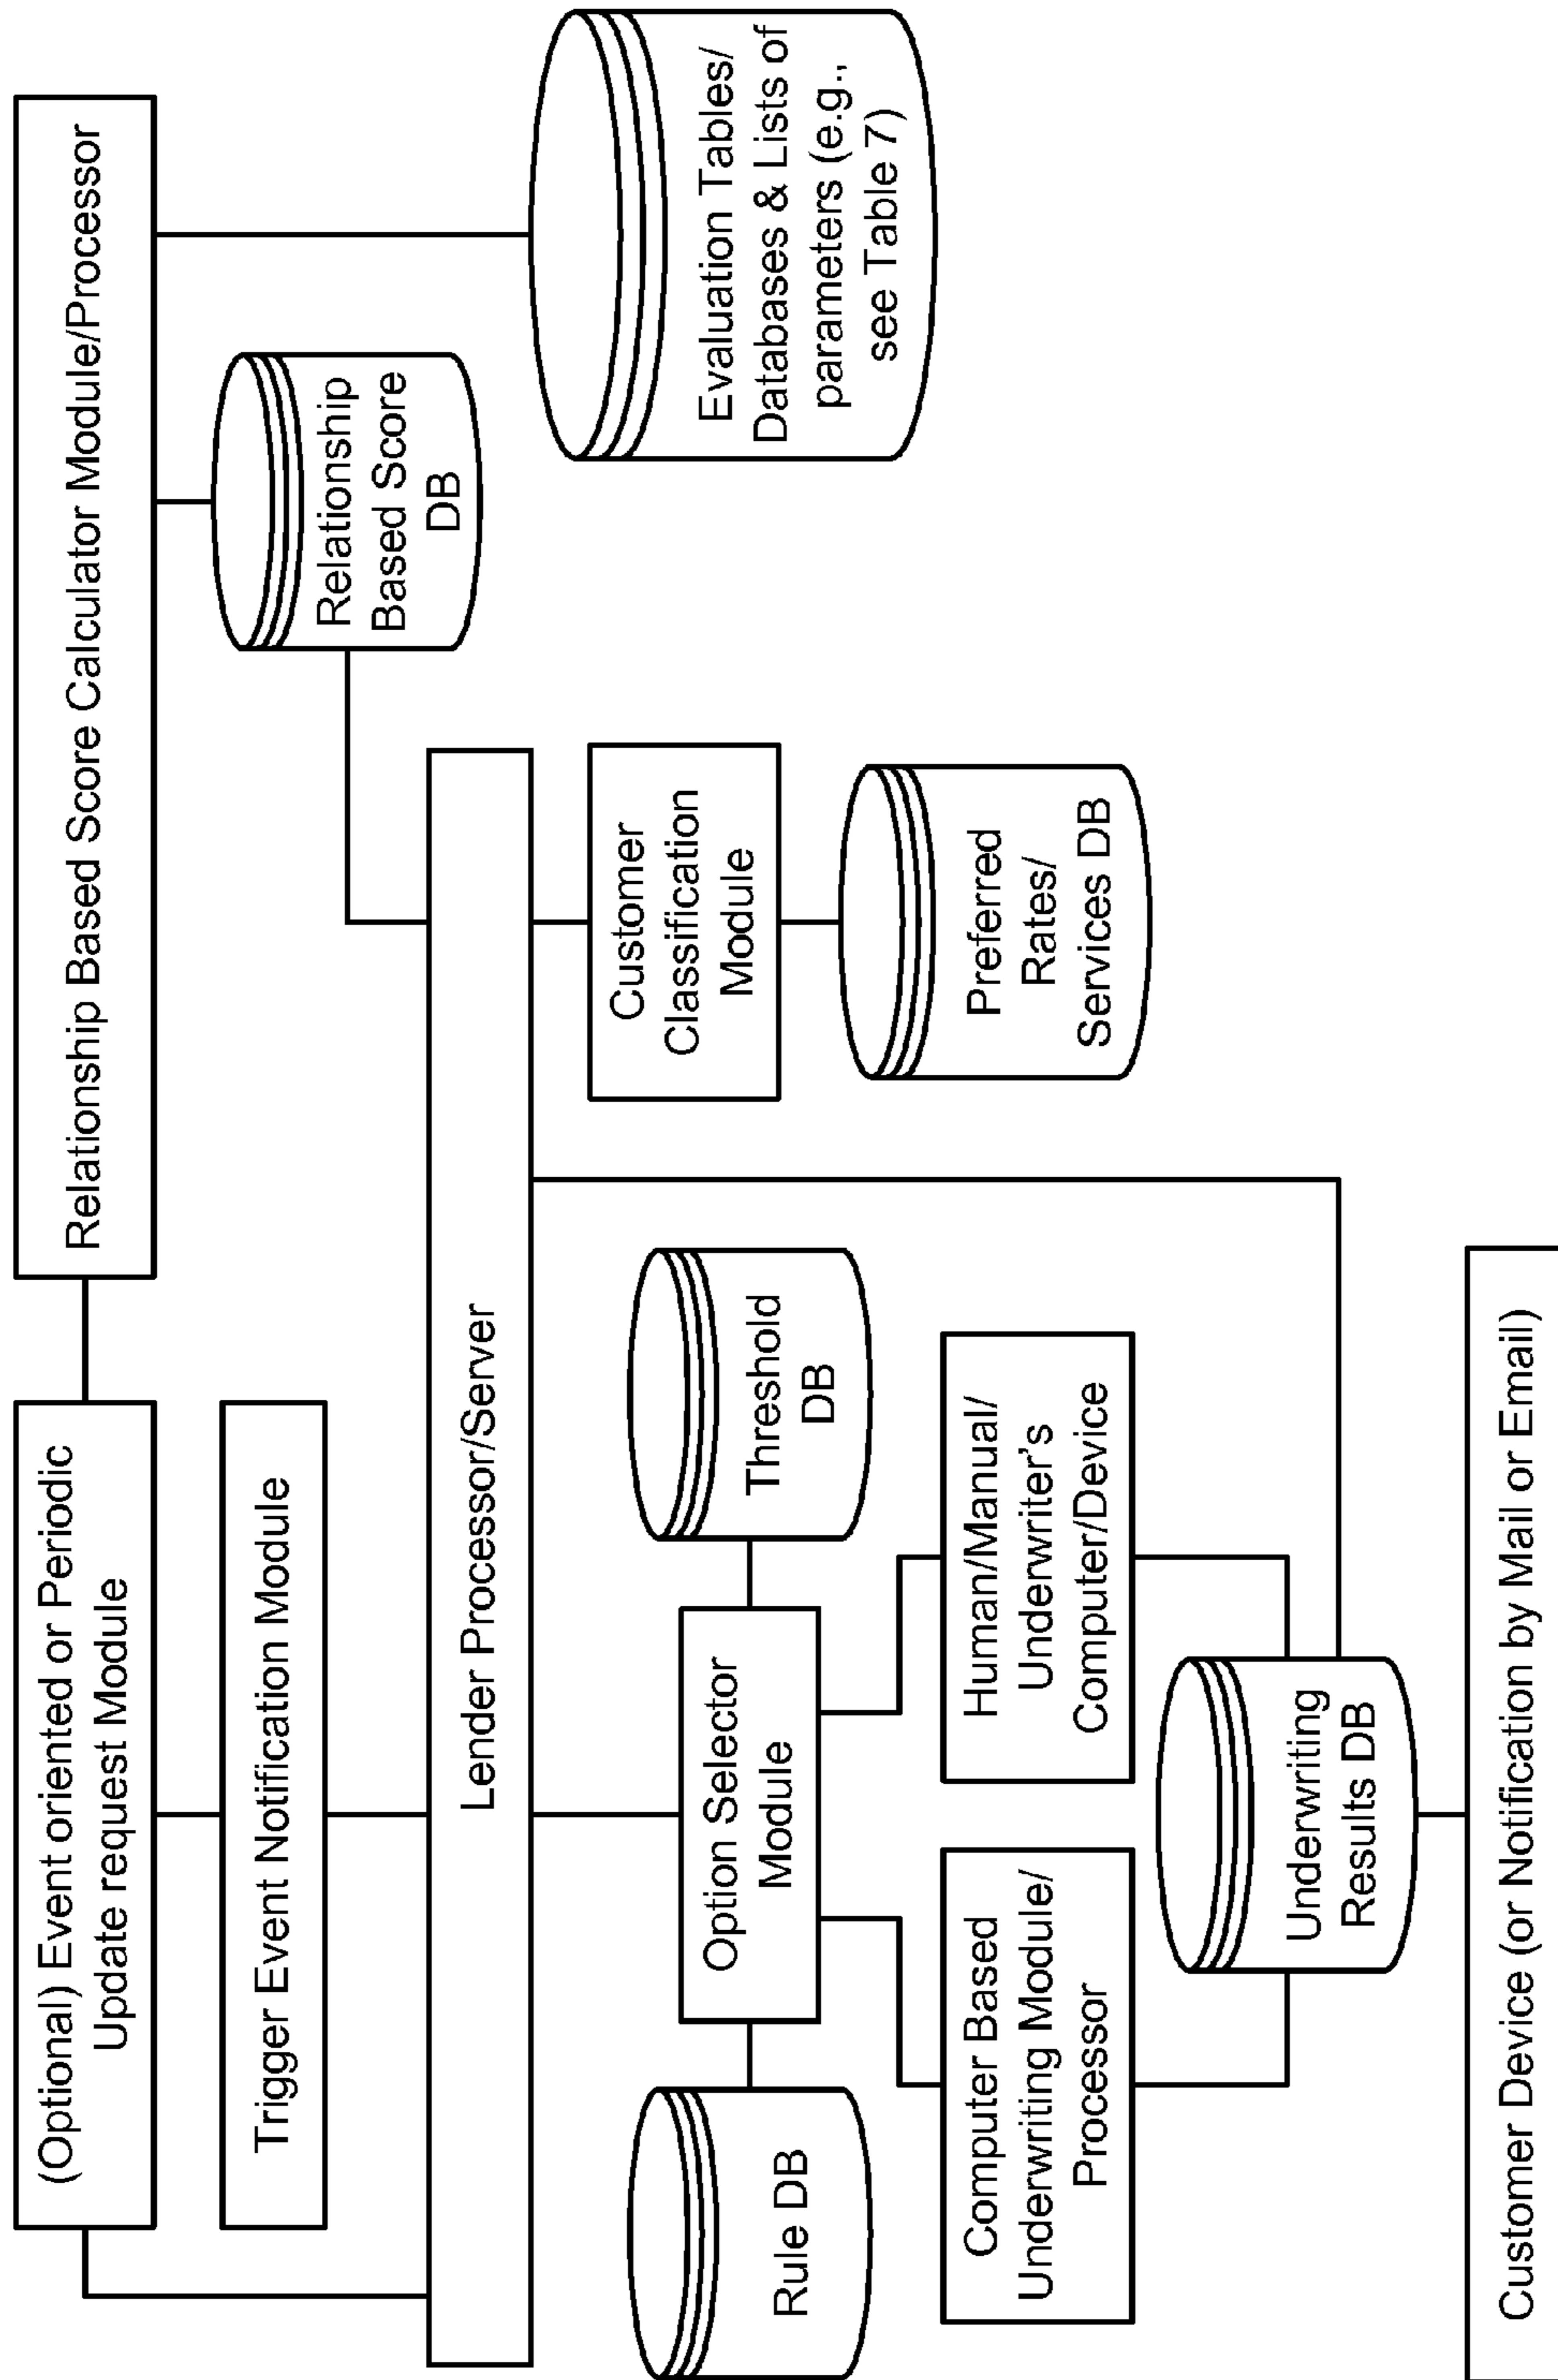 (Optional) Event oriented or Periodic
Update request Module
Relationship Based Score Calculator Module/Processor
Trigger Event Notification Module
Relationship
Based Score
DB
Lender Processor/Server
Evaluation Tables/
Databases & Lists of
parameters (e.g.,
see Table 7)
Customer
Classification
Module
Rule DB
Option Selector
Module
Threshold
DB
Preferred
Rates/
Services DB
Computer Based
Underwriting Module/
Processor
Human/Manual/
Underwriter's
Computer/Device
Underwriting
Results DB
Customer Device (or Notification by Mail or Email)